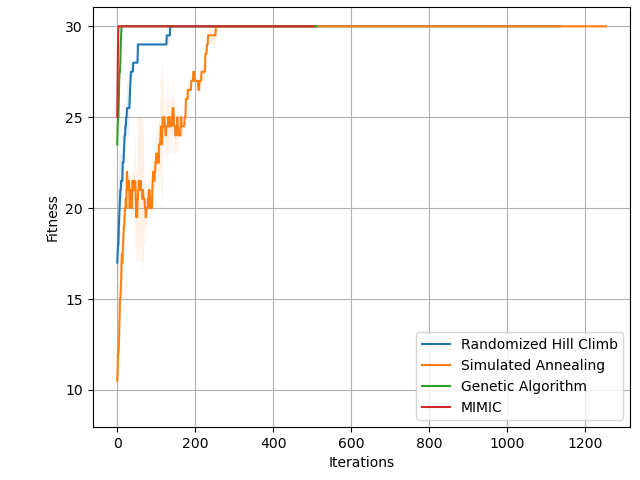 30
25
20
15
10
Fitness
0 200 400 600 800 1000 1200
Iterations
Randomized Hill Climb
Simulated Annealing
Genetic Algorithm
MIMIC